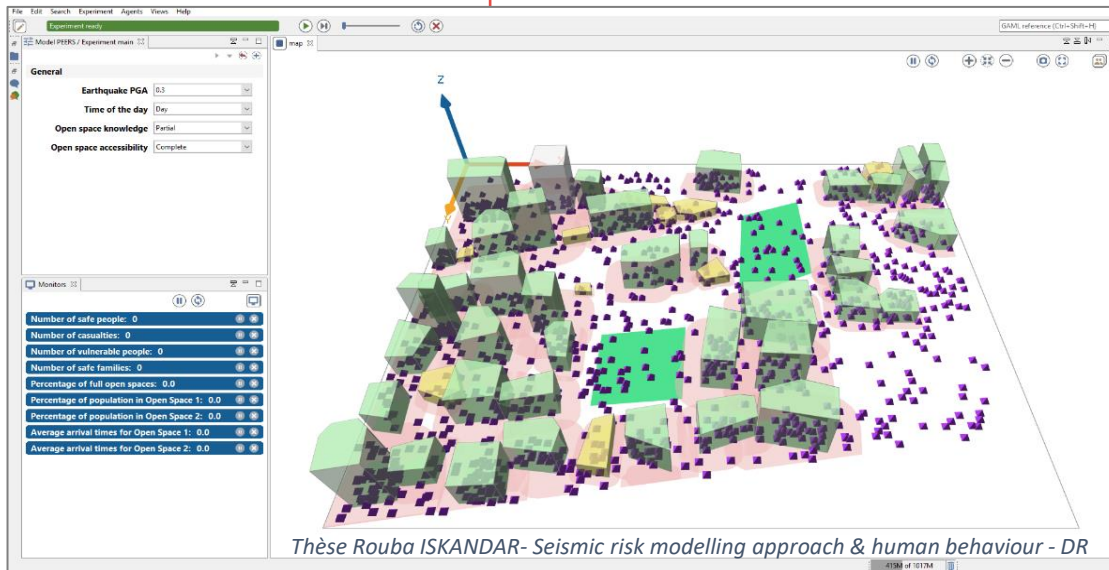 File Edit Search Experiment Agents Views Help
Experiment ready
GAML reference (Ctrl+Shift+H)
Model PEERS / Experiment main
map
General
Earthquake PGA 0.3
Time of the day Day
Open space knowledge Partial
Open space accessibility Complete
Z
Monitors
Number of safe people: 0
Number of casualties: 0
Number of vulnerable people: 0
Number of safe families: 0
Percentage of full open spaces: 0.0
Percentage of population in Open Space 1: 0.0
Percentage of population in Open Space 2: 0.0
Average arrival times for Open Space 1: 0.0
Average arrival times for Open Space 2: 0.0
Thèse Rouba ISKANDAR- Seismic risk modelling approach & human behaviour - DR
415M of 1017M